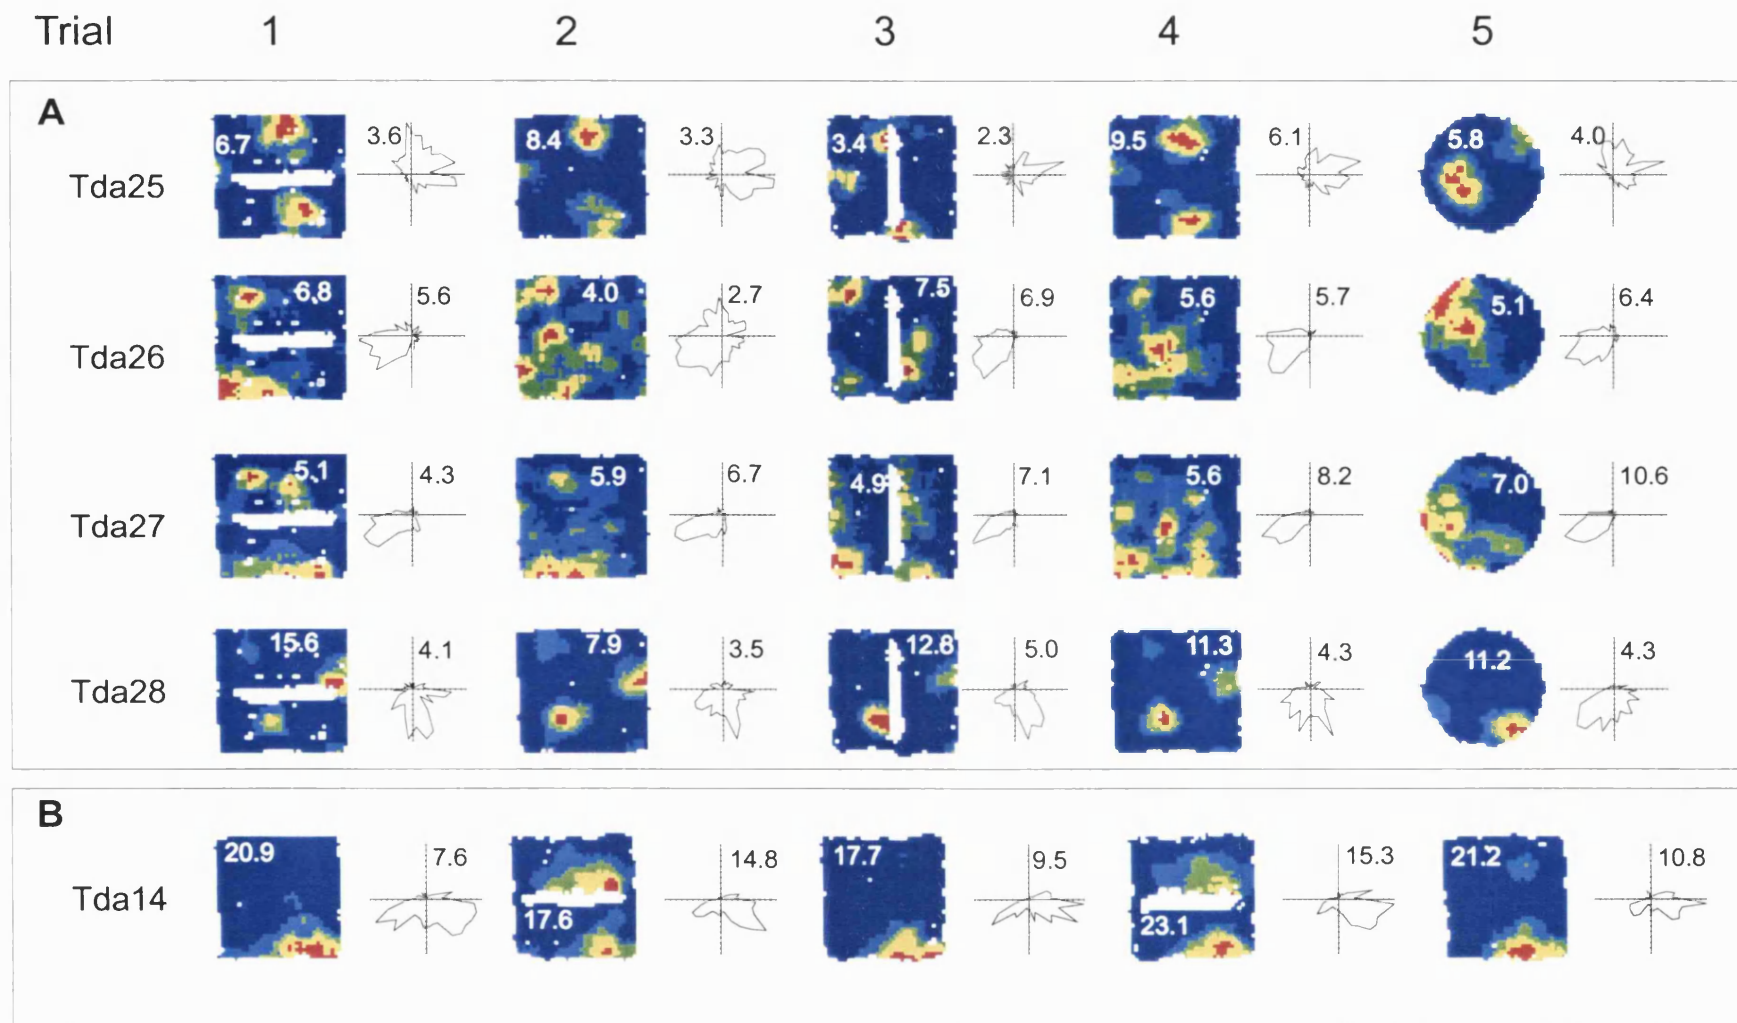 Trial 1 2 3 4 5
A
6.7 3.6 8.4 3.3 3.4 2.3 9.5 6.1 5.8 4.0
Tda25
6.8 5.6 4.0 2.7 7.5 6.9 5.6 5.7 5.1 6.4
Tda26
5.1 4.3 5.9 6.7 4.9 7.1 5.6 8.2 7.0 10.6
Tda27
15.6 4.1 7.9 3.5 12.8 5.0 11.3 4.3 11.2 4.3
Tda28
B
20.9 7.6 14.8 17.7 9.5 15.3 21.2 10.8
Tda14
17.6 23.1